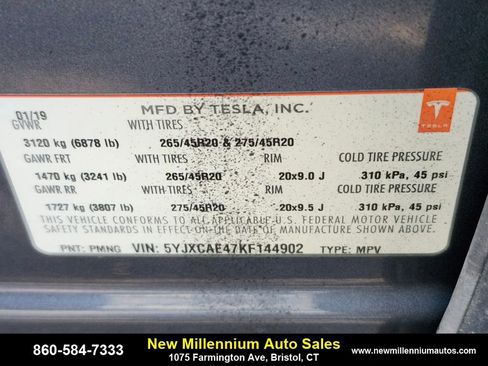 01/19 MFD BY TESLA, INC.
GVWR WITH TIRES
3120 kg (6878 lb) 265/45R20 & 275/45R20
GAWR FRT WITH TIRES RIM COLD TIRE PRESSURE
1470 kg (3241 lb) 265/45R20 20x9.0 J 310 kPa, 45 psi
GAWR RR WITH TIRES RIM COLD TIRE PRESSURE
1727 kg (3807 lb) 275/45R20 20x9.5 J 310 kPa, 45 psi
THIS VEHICLE CONFORMS TO ALL APPLICABLE U.S. FEDERAL MOTOR VEHICLE
SAFETY STANDARDS IN EFFECT ON THE DATE OF MANUFACTURE SHOWN ABOVE.
PNT: PMNG VIN: 5YJXCAE47KF144902 TYPE: MPV
TESLA
860-584-7333
New Millennium Auto Sales
1075 Farmington Ave, Bristol, CT
www.newmillenniumautos.com